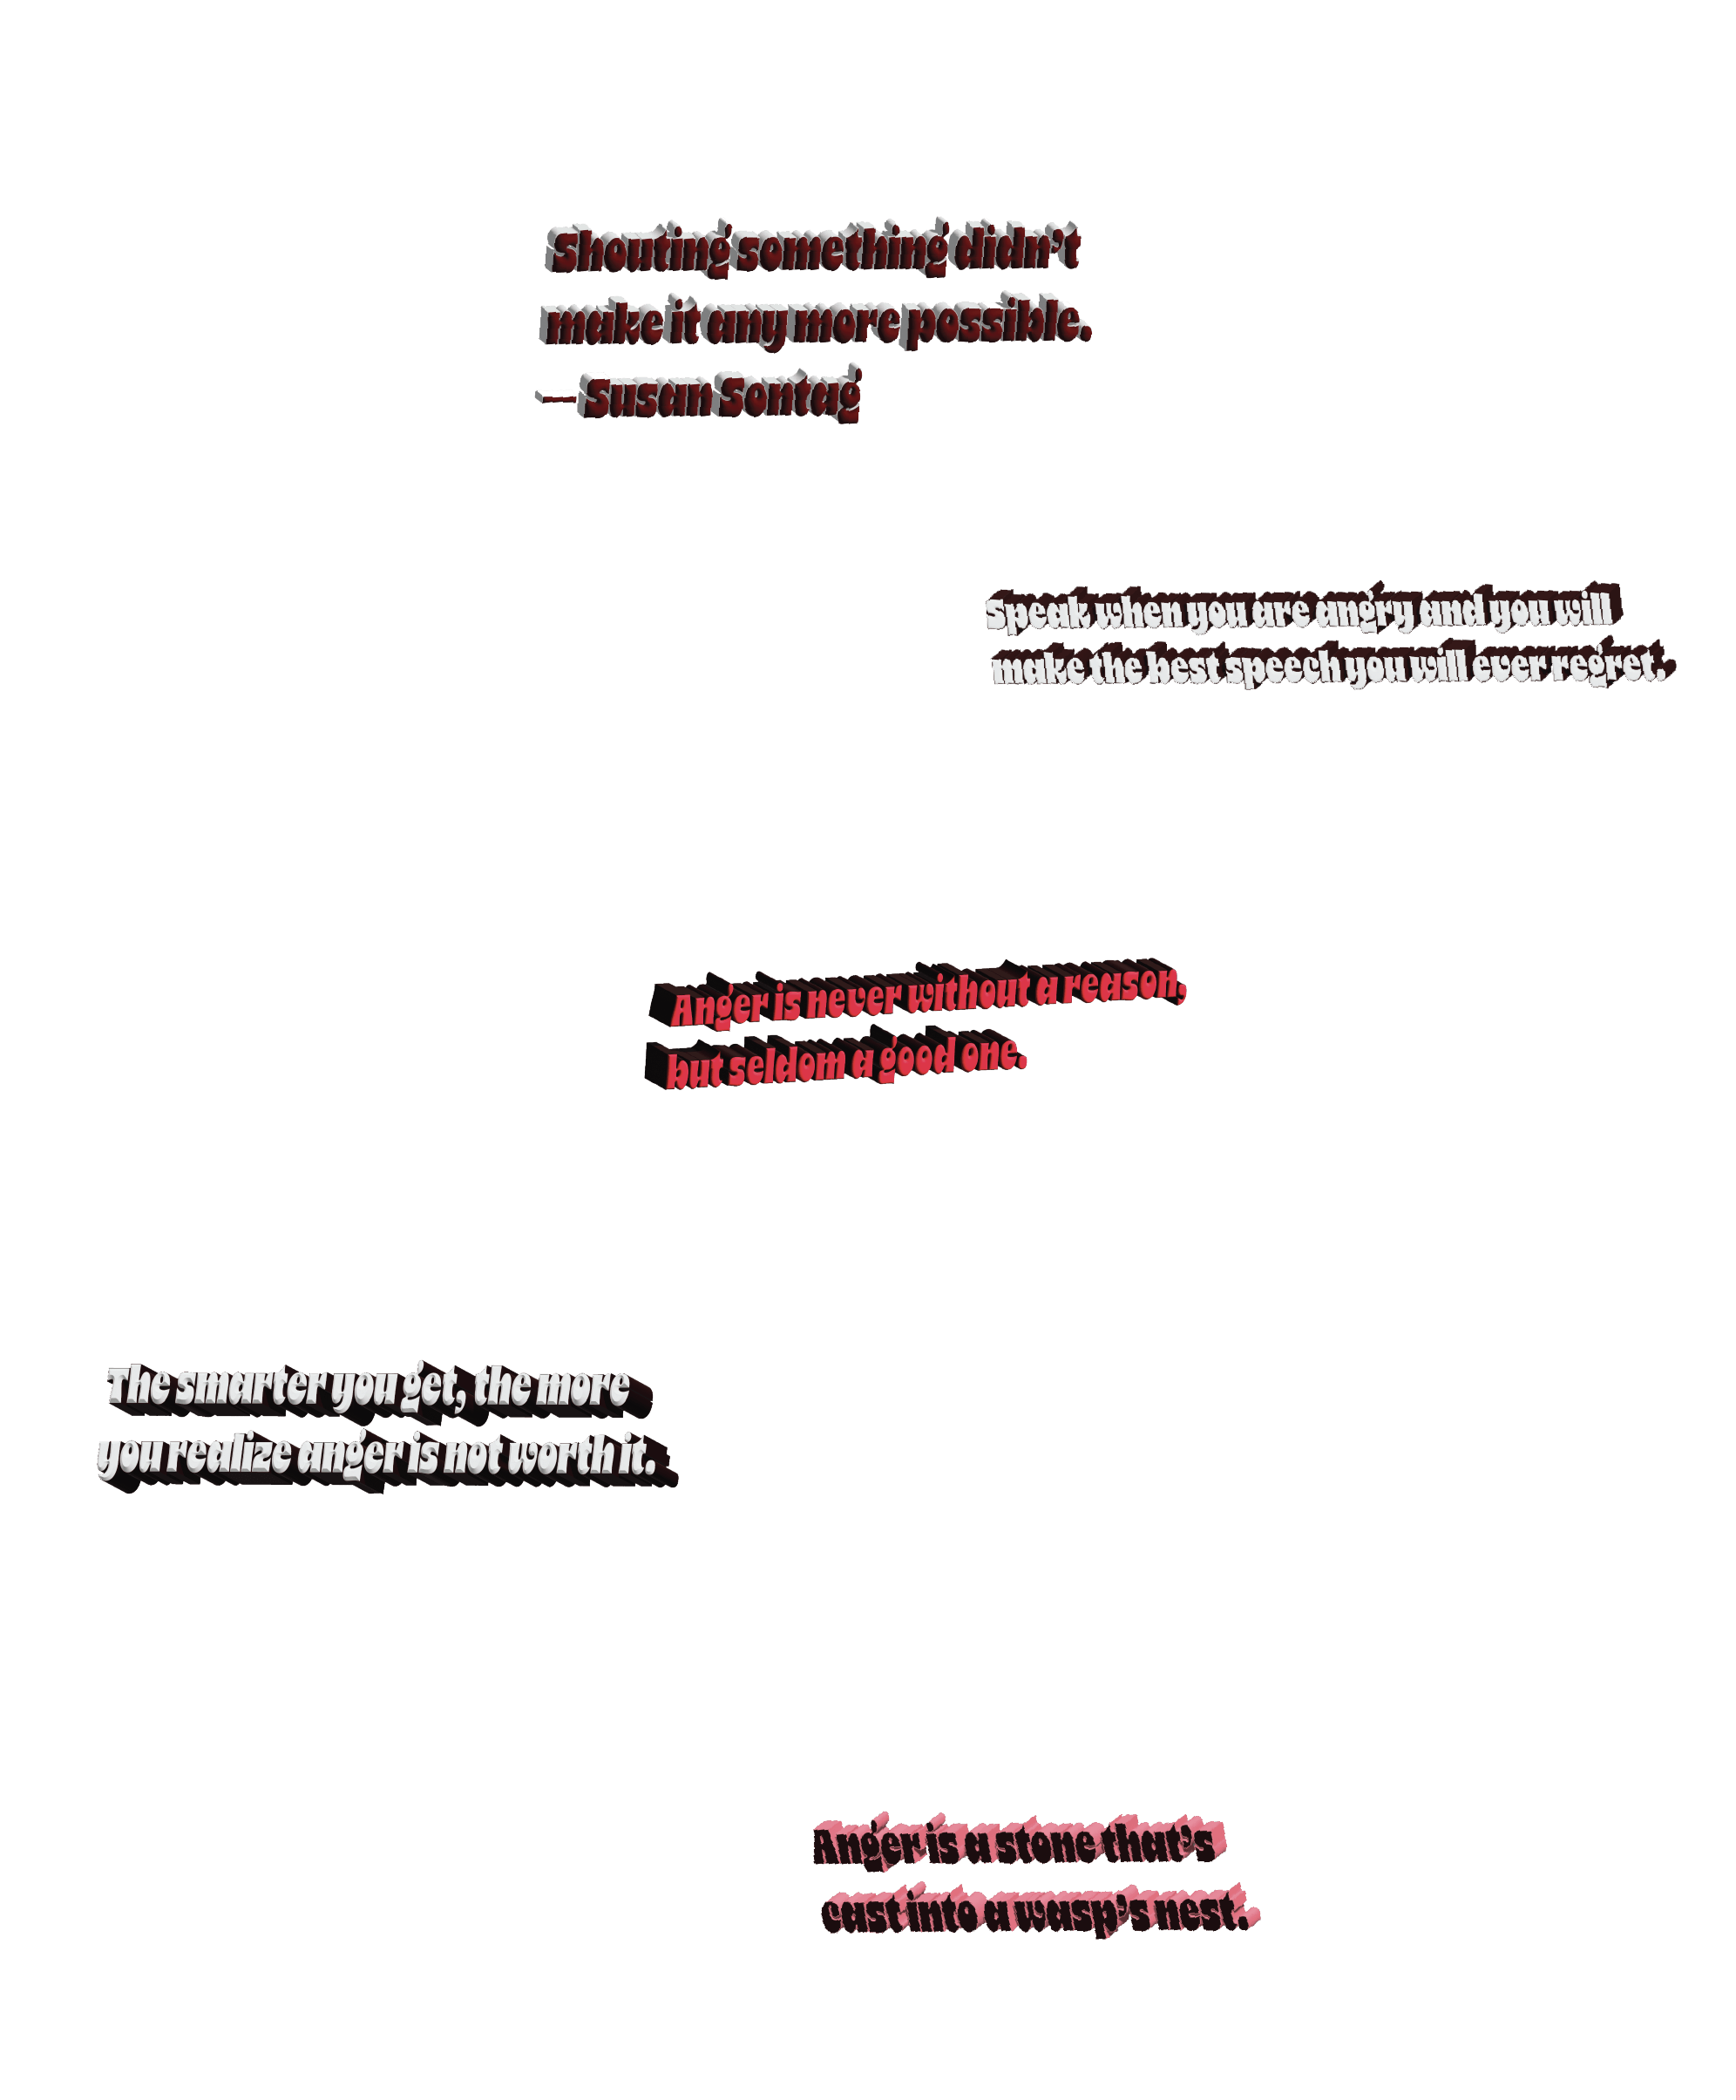 Shouting something didn't
make it any more possible.
— Susan Sontag
Speak when you are angry and you will
make the best speech you will ever regret.
Anger is never without a reason,
but seldom a good one.
The smarter you get, the more
you realize anger is not worth it.
Anger is a stone that's
cast into a wasp's nest.